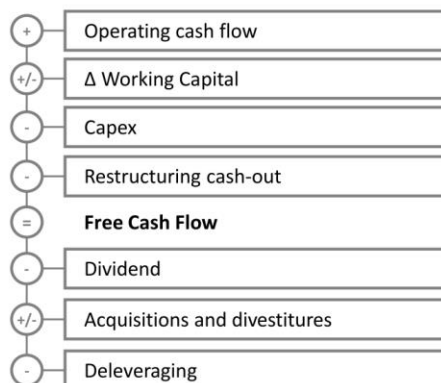 + Operating cash flow
+/- Δ Working Capital
- Capex
- Restructuring cash-out
= Free Cash Flow
- Dividend
+/- Acquisitions and divestitures
- Deleveraging